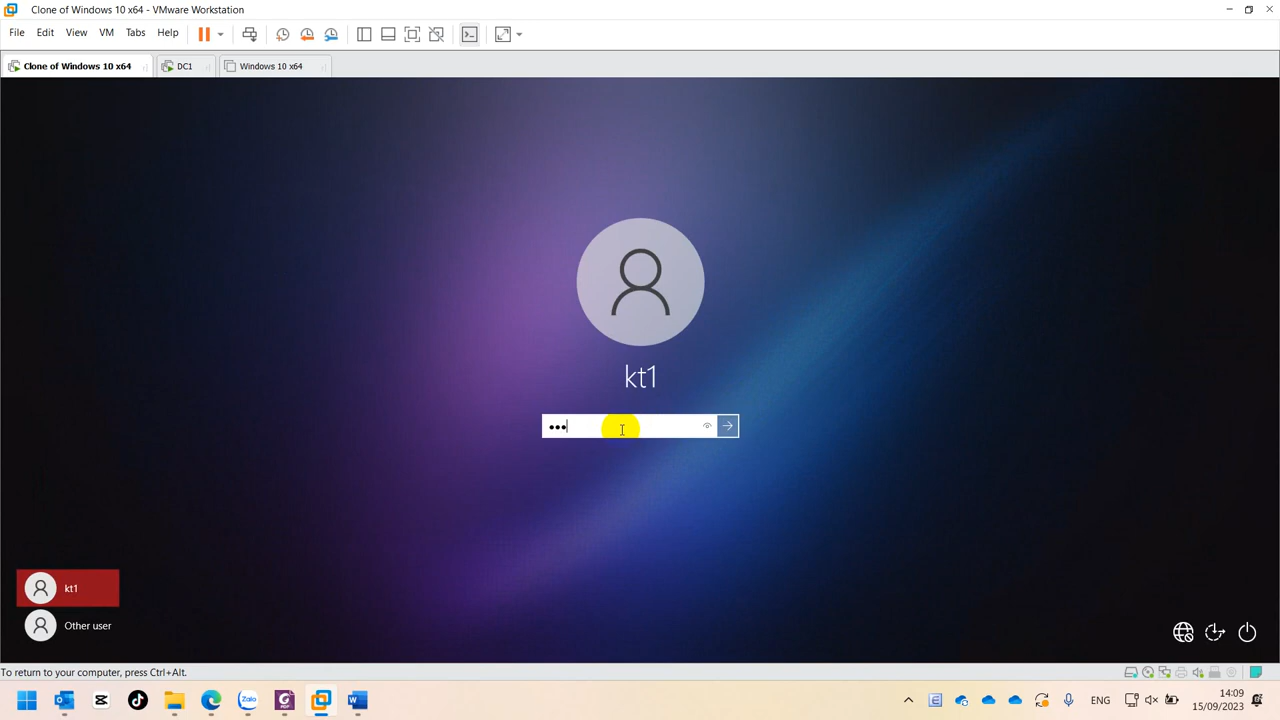 Clone of Windows 10 x64 - VMware Workstation
File Edit View VM Tabs Help
Clone of Windows 10 x64 DC1 Windows 10 x64
kt1
•••
kt1
Other user
To return to your computer, press Ctrl+Alt.
Zalo
PDF
ENG
14:09
15/09/2023